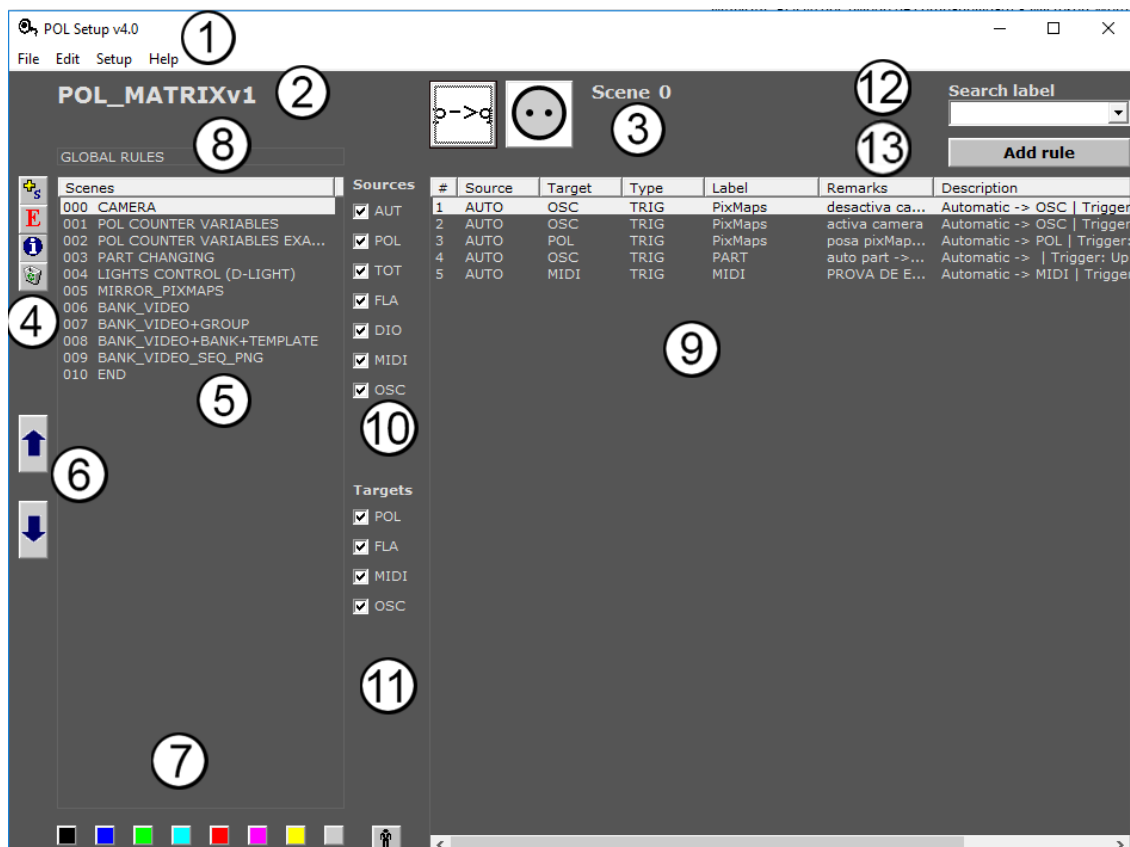 POL Setup v4.0
1
File Edit Setup Help
POL_MATRIXv1
2
p->q
Scene 0
3
12
Search label
8
GLOBAL RULES
13
Add rule
+s
E
i
4
Scenes
000 CAMERA
001 POL COUNTER VARIABLES
002 POL COUNTER VARIABLES EXA...
003 PART CHANGING
004 LIGHTS CONTROL (D-LIGHT)
005 MIRROR_PIXMAPS
006 BANK_VIDEO
007 BANK_VIDEO+GROUP
008 BANK_VIDEO+BANK+TEMPLATE
009 BANK_VIDEO_SEQ_PNG
010 END
5
6
7
Sources
AUT
POL
TOT
FLA
DIO
MIDI
OSC
10
Targets
POL
FLA
MIDI
OSC
11
# Source Target Type Label Remarks Description
1 AUTO OSC TRIG PixMaps desactiva ca... Automatic -> OSC | Trigger
2 AUTO OSC TRIG PixMaps activa camera Automatic -> OSC | Trigger
3 AUTO POL TRIG PixMaps posa pixMap... Automatic -> POL | Trigger:
4 AUTO OSC TRIG PART auto part ->... Automatic -> | Trigger: Up
5 AUTO MIDI TRIG MIDI PROVA DE E... Automatic -> MIDI | Trigger
9